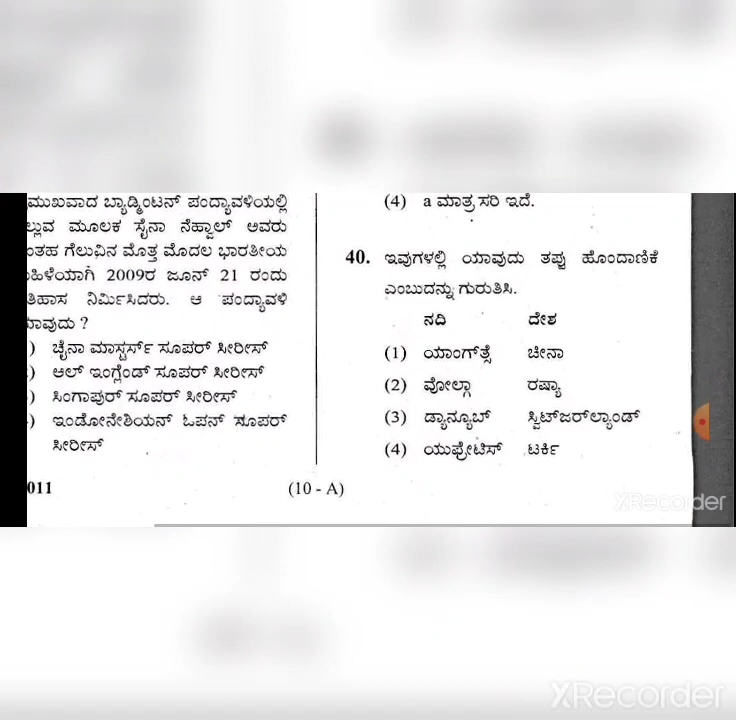 ಮುಖವಾದ ಬ್ಯಾಡ್ಮಿಂಟನ್ ಪಂದ್ಯಾವಳಿಯಲ್ಲಿ
ಲ್ಲುವ ಮೂಲಕ ಸೈನಾ ನೆಹ್ವಾಲ್ ಅವರು
ಗೆಲುವಿನ ಮೊತ್ತ ಮೊದಲ ಭಾರತೀಯ
2009ರ ಜೂನ್ 21 ರಂದು
ನಿರ್ಮಿಸಿದರು. ಆ ಪಂದ್ಯಾವಳಿ
ಯಾವುದು ?
) ಚೈನಾ ಮಾಸ್ಟರ್ಸ್ ಸೂಪರ್ ಸೀರೀಸ್
) ಆಲ್ ಇಂಗ್ಲೆಂಡ್ ಸೂಪರ್ ಸೀರೀಸ್
) ಸಿಂಗಾಪುರ್ ಸೂಪರ್ ಸೀರೀಸ್
) ಇಂಡೋನೇಶಿಯನ್ ಓಪನ್ ಸೂಪರ್
ಸೀರೀಸ್
011
(10 - A)
(4) a ಮಾತ್ರ ಸರಿ ಇದೆ.
40. ಇವುಗಳಲ್ಲಿ ಯಾವುದು ತಪ್ಪು ಹೊಂದಾಣಿಕೆ
ಎಂಬುದನ್ನು ಗುರುತಿಸಿ.
ನದಿ ದೇಶ
(1) ಯಾಂಗ್‌ತ್ಸೆ ಚೀನಾ
(2) ವೋಲ್ಗಾ ರಷ್ಯಾ
(3) ಡ್ಯಾನ್ಯೂಬ್ ಸ್ವಿಟ್‌ಜರ್‌ಲ್ಯಾಂಡ್
(4) ಯುಫ್ರೇಟಿಸ್ ಟರ್ಕಿ
XRecorder
XRecorder